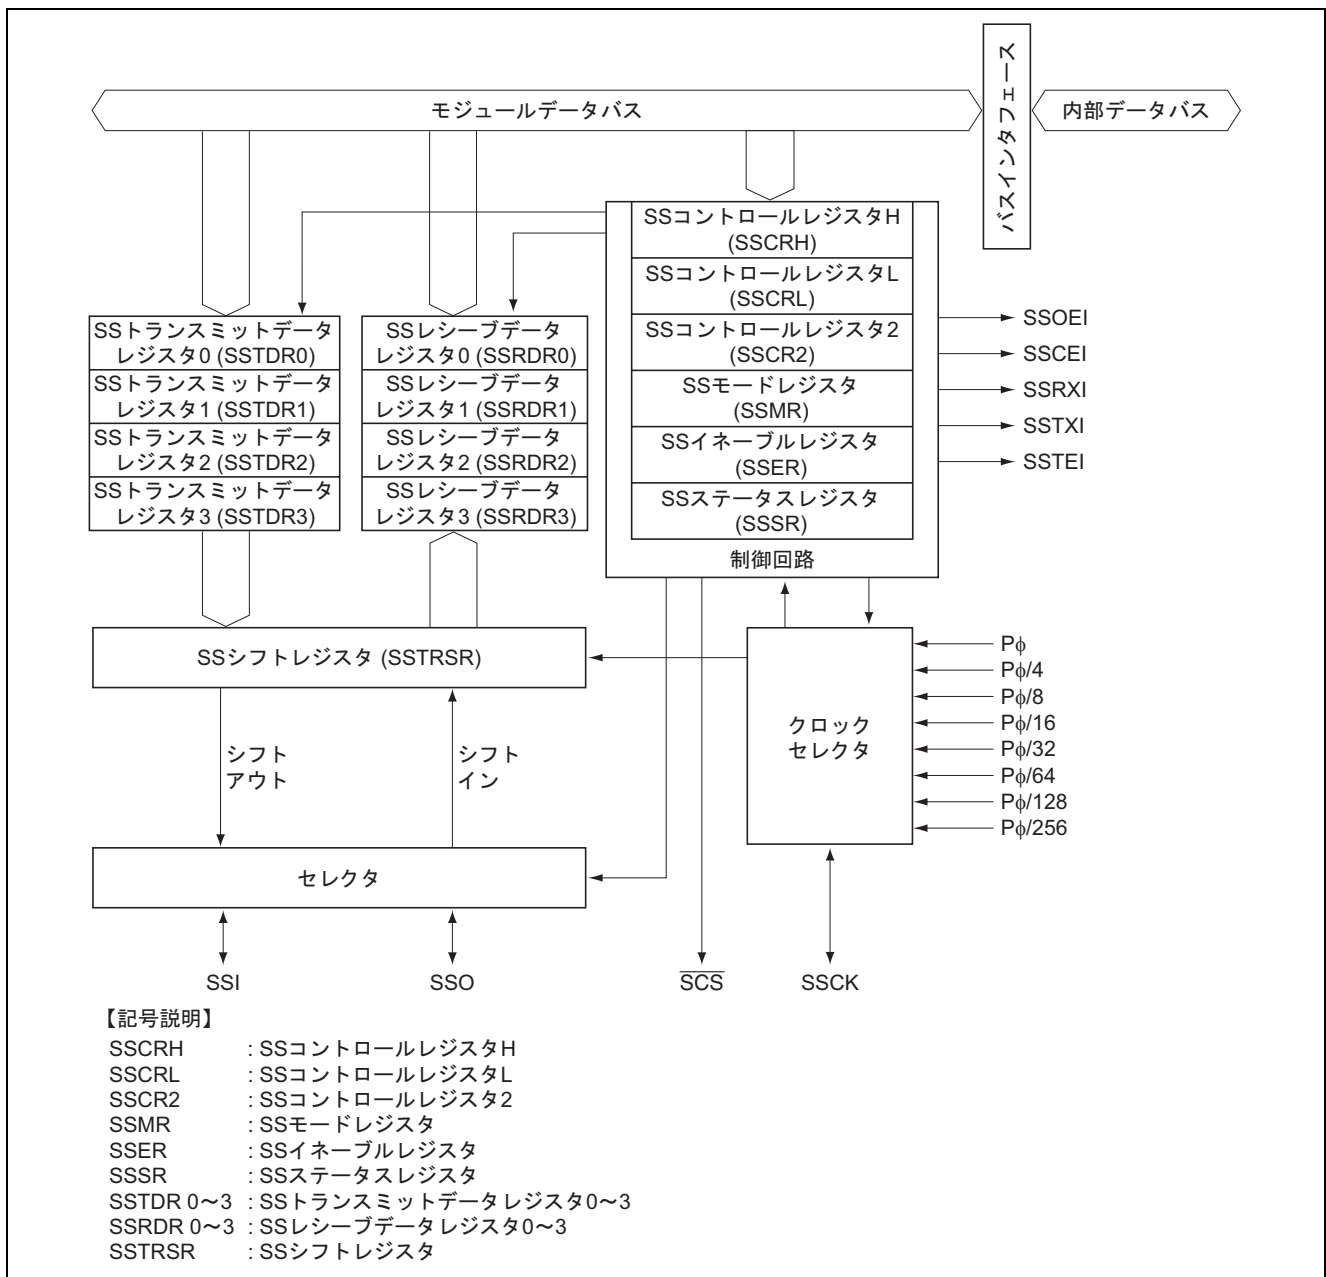 モジュールデータバス
バスインタフェース
内部データバス
SSコントロールレジスタH
(SSCRH)
SSコントロールレジスタL
(SSCRL)
SSコントロールレジスタ2
(SSCR2)
SSモードレジスタ
(SSMR)
SSイネーブルレジスタ
(SSER)
SSステータスレジスタ
(SSSR)
制御回路
SSトランスミットデータ
レジスタ0 (SSTDR0)
SSトランスミットデータ
レジスタ1 (SSTDR1)
SSトランスミットデータ
レジスタ2 (SSTDR2)
SSトランスミットデータ
レジスタ3 (SSTDR3)
SSレシーブデータ
レジスタ0 (SSRDR0)
SSレシーブデータ
レジスタ1 (SSRDR1)
SSレシーブデータ
レジスタ2 (SSRDR2)
SSレシーブデータ
レジスタ3 (SSRDR3)
SSOEI
SSCEI
SSRXI
SSTXI
SSTEI
SSシフトレジスタ (SSTRSR)
クロック
セレクタ
Pφ
Pφ/4
Pφ/8
Pφ/16
Pφ/32
Pφ/64
Pφ/128
Pφ/256
シフト
アウト
シフト
イン
セレクタ
SSI
SSO
SCS
SSCK
【記号説明】
SSCRH : SSコントロールレジスタH
SSCRL : SSコントロールレジスタL
SSCR2 : SSコントロールレジスタ2
SSMR : SSモードレジスタ
SSER : SSイネーブルレジスタ
SSSR : SSステータスレジスタ
SSTDR 0～3 : SSトランスミットデータレジスタ0～3
SSRDR 0～3 : SSレシーブデータレジスタ0～3
SSTRSR : SSシフトレジスタ